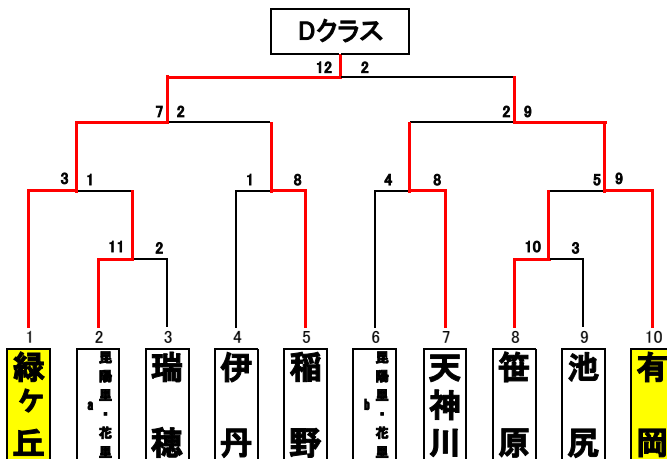 Dクラス
12 2
7 2 2 9
3 1 1 8 4 8 5 9
11 2 10 3
1 2 3 4 5 6 7 8 9 10
緑ヶ丘
昆陽里・花里a
瑞穂
伊丹
稲野
昆陽里・花里b
天神川
笹原
池尻
有岡